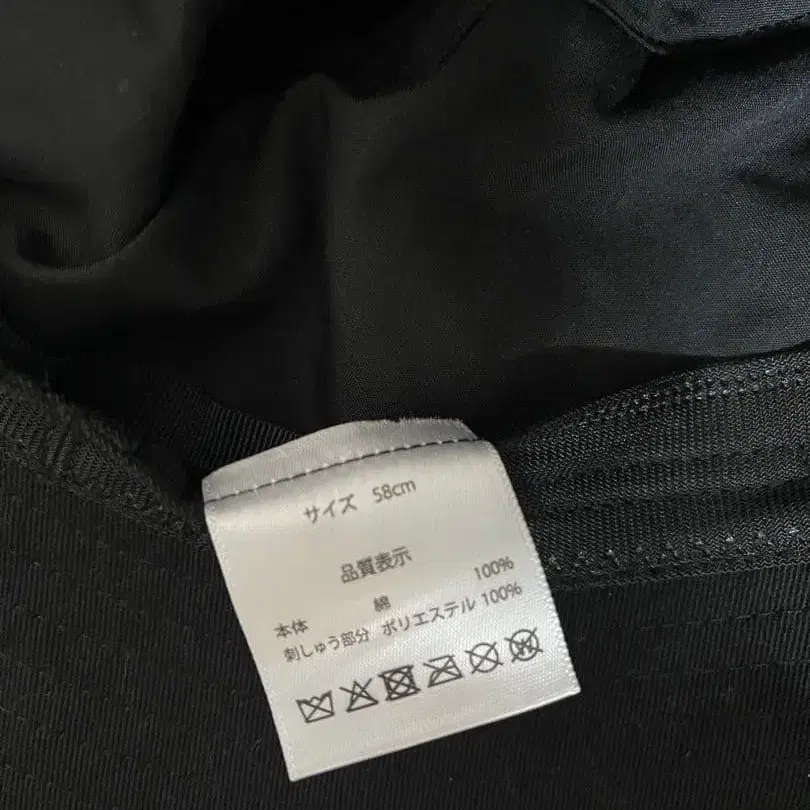 サイズ 58cm
品質表示
本体 綿 100%
刺しゅう部分 ポリエステル 100%